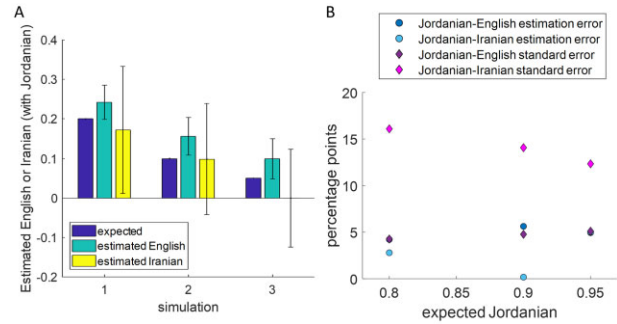 A
Estimated English or Iranian (with Jordanian)
0.4
0.3
0.2
0.1
0
-0.1
-0.2
expected
estimated English
estimated Iranian
1
2
3
simulation
B
Jordanian-English estimation error
Jordanian-Iranian estimation error
Jordanian-English standard error
Jordanian-Iranian standard error
percentage points
20
15
10
5
0
0.8
0.85
0.9
0.95
expected Jordanian